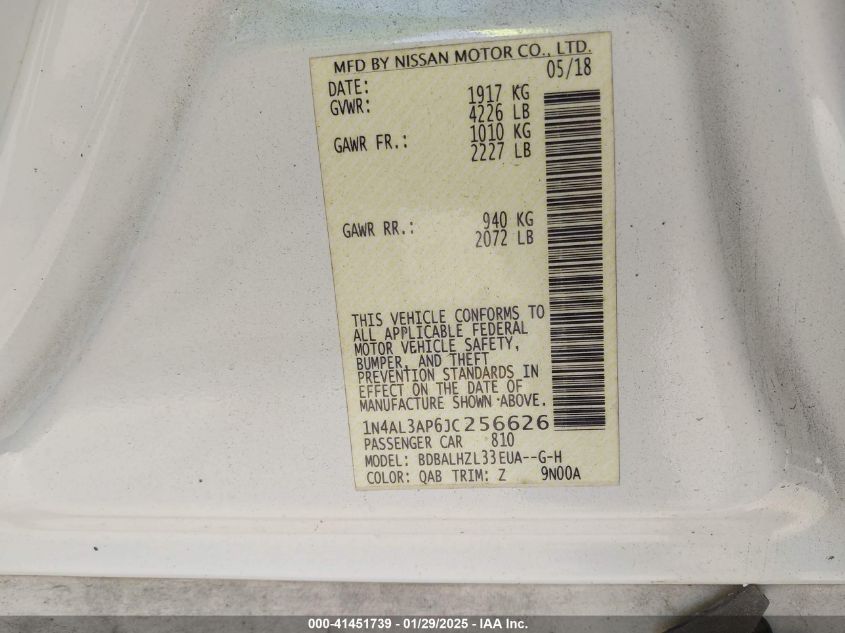 MFD BY NISSAN MOTOR CO., LTD.
DATE: 05/18
GVWR: 1917 KG
4226 LB
GAWR FR.: 1010 KG
2227 LB
GAWR RR.: 940 KG
2072 LB
THIS VEHICLE CONFORMS TO
ALL APPLICABLE FEDERAL
MOTOR VEHICLE SAFETY,
BUMPER, AND THEFT
PREVENTION STANDARDS IN
EFFECT ON THE DATE OF
MANUFACTURE SHOWN ABOVE.
1N4AL3AP6JC256626
PASSENGER CAR 810
MODEL: BDBALHZL33EUA--G-H
COLOR: QAB TRIM: Z 9N00A
000-41451739 - 01/29/2025 - IAA Inc.